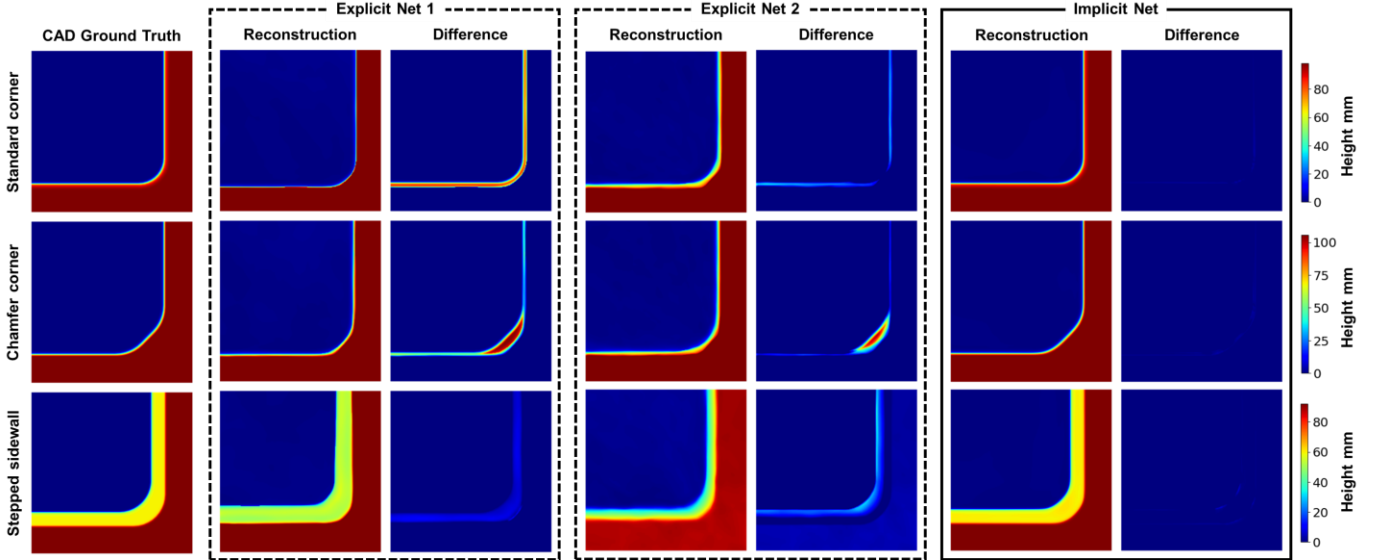 Explicit Net 1
Explicit Net 2
Implicit Net
CAD Ground Truth
Reconstruction
Difference
Reconstruction
Difference
Reconstruction
Difference
Standard corner
80
60
40
20
0
Height mm
Chamfer corner
100
75
50
25
0
Height mm
Stepped sidewall
80
60
40
20
0
Height mm